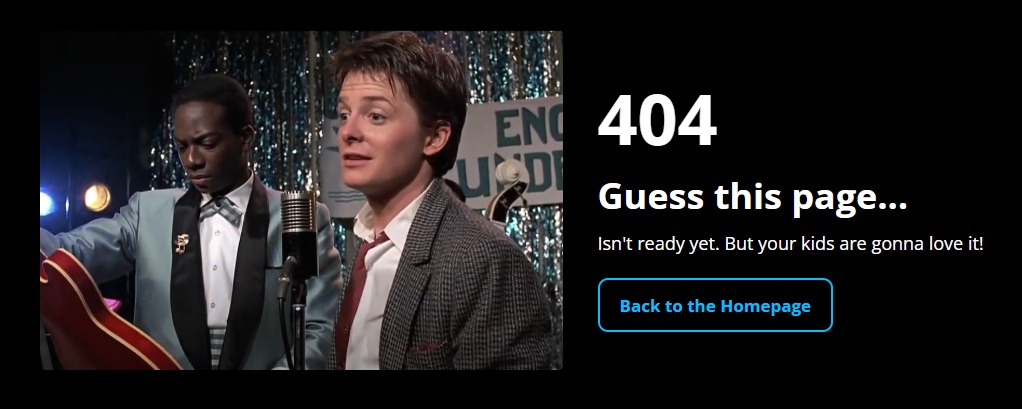 ENC
UNDE
404
Guess this page...
Isn't ready yet. But your kids are gonna love it!
Back to the Homepage